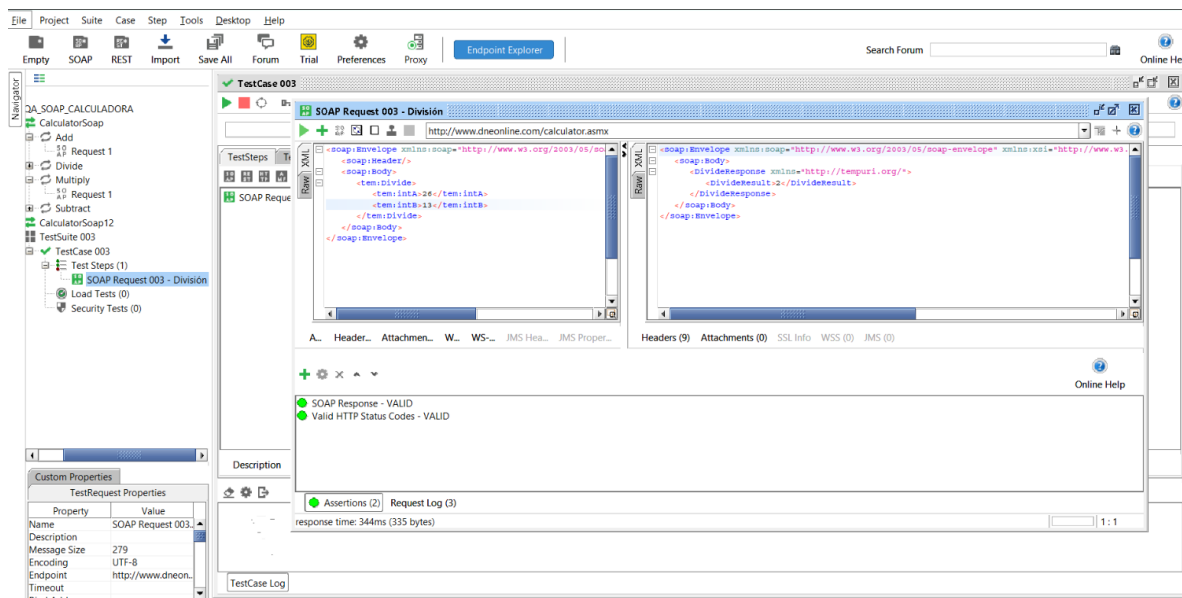 File Project Suite Case Step Tools Desktop Help
Empty SOAP REST Import Save All Forum Trial Preferences Proxy Endpoint Explorer Search Forum Online He
Navigator
QA_SOAP_CALCULADORA
CalculatorSoap
Add
Request 1
Divide
Multiply
Request 1
Subtract
CalculatorSoap12
TestSuite 003
TestCase 003
Test Steps (1)
SOAP Request 003 - División
Load Tests (0)
Security Tests (0)
Custom Properties
TestRequest Properties
Property Value
Name SOAP Request 003..
Description
Message Size 279
Encoding UTF-8
Endpoint http://www.dneon..
Timeout
TestCase 003
TestSteps
SOAP Reque
Description
TestCase Log
SOAP Request 003 - División
http://www.dneonline.com/calculator.asmx
XML
Raw
<soap:Envelope xmlns:soap="http://www.w3.org/2003/05/so
<soap:Header/>
<soap:Body>
<tem:Divide>
<tem:intA>26</tem:intA>
<tem:intB>13</tem:intB>
</tem:Divide>
</soap:Body>
</soap:Envelope>
A... Header... Attachmen... W... WS-... JMS Hea... JMS Proper...
XML
Raw
<soap:Envelope xmlns:soap="http://www.w3.org/2003/05/soap-envelope" xmlns:xsi="http://www.w3.
<soap:Body>
<DivideResponse xmlns="http://tempuri.org/">
<DivideResult>2</DivideResult>
</DivideResponse>
</soap:Body>
</soap:Envelope>
Headers (9) Attachments (0) SSL Info WSS (0) JMS (0)
Online Help
SOAP Response - VALID
Valid HTTP Status Codes - VALID
Assertions (2) Request Log (3)
response time: 344ms (335 bytes)
1 : 1